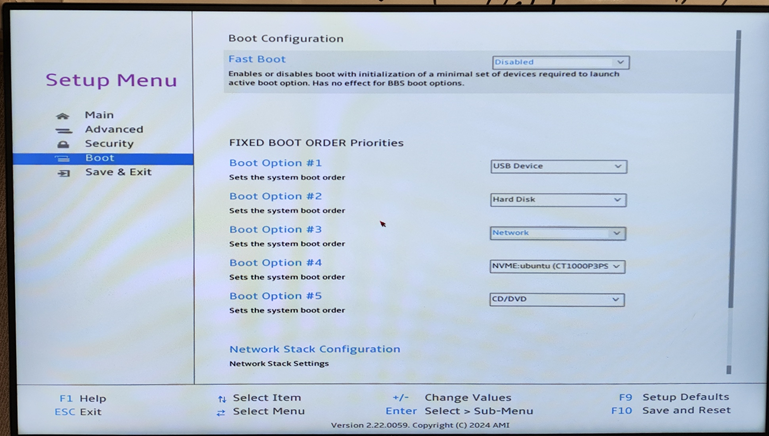 Boot Configuration
Fast Boot
Disabled
Enables or disables boot with initialization of a minimal set of devices required to launch
active boot option. Has no effect for BBS boot options.
Setup Menu
Main
Advanced
Security
Boot
Save & Exit
FIXED BOOT ORDER Priorities
Boot Option #1
USB Device
Sets the system boot order
Boot Option #2
Hard Disk
Sets the system boot order
Boot Option #3
Network
Sets the system boot order
Boot Option #4
NVME:ubuntu (CT1000P3PS
Sets the system boot order
Boot Option #5
CD/DVD
Sets the system boot order
Network Stack Configuration
Network Stack Settings
F1 Help
Select Item
+/- Change Values
F9 Setup Defaults
ESC Exit
Select Menu
Enter Select > Sub-Menu
F10 Save and Reset
Version 2.22.0059. Copyright (C) 2024 AMI